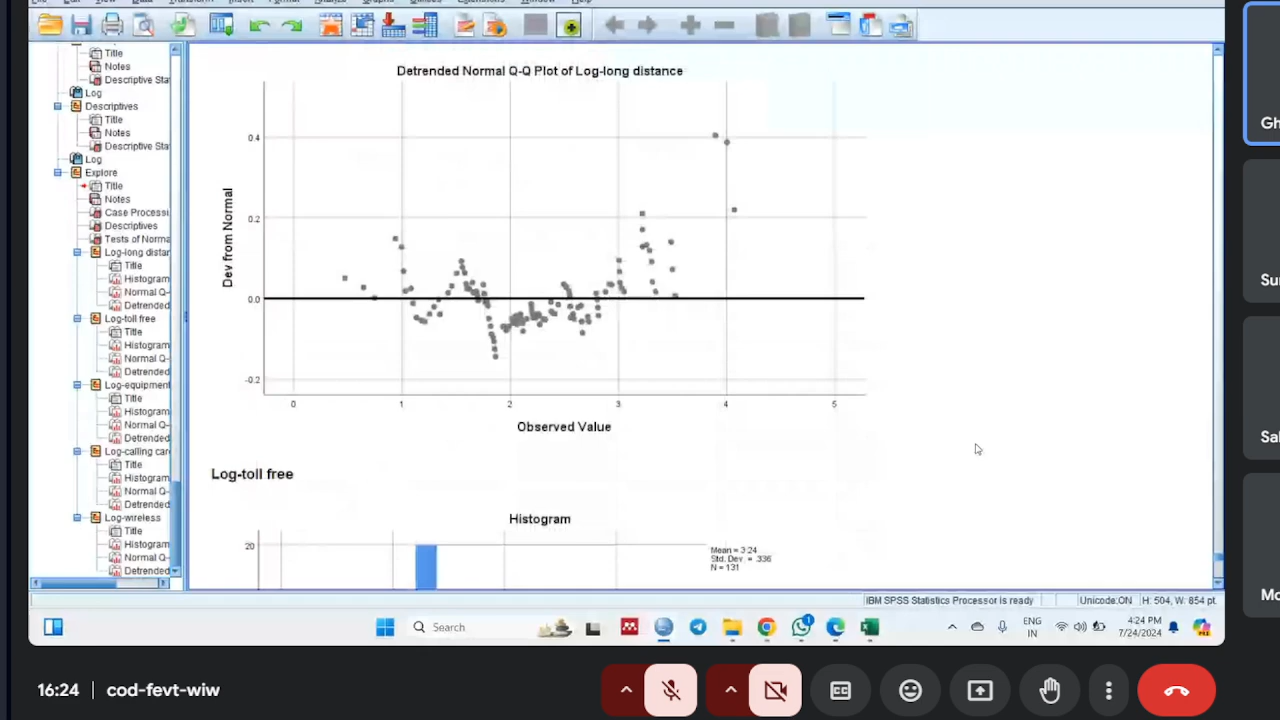 Title
Notes
Descriptive Sta
Log
Descriptives
Title
Notes
Descriptive Sta
Log
Explore
Title
Notes
Case Processi
Descriptives
Tests of Norma
Log-long distar
Title
Histogram
Normal Q-
Detrended
Log-toll free
Title
Histogram
Normal Q-
Detrended
Log-equipment
Title
Histogram
Normal Q-
Detrended
Log-calling car
Title
Histogram
Normal Q-
Detrended
Log-wireless
Title
Histogram
Normal Q-
Detrended
Detrended Normal Q-Q Plot of Log-long distance
Dev from Normal
0.4
0.2
0.0
-0.2
0 1 2 3 4 5
Observed Value
Log-toll free
Histogram
20
Mean = 3.24
Std. Dev. = .336
N = 131
IBM SPSS Statistics Processor is ready Unicode:ON H: 504, W: 854 pt.
Search
ENG
IN
4:24 PM
7/24/2024
Gh
Sur
Sal
Mo
16:24 | cod-fevt-wiw